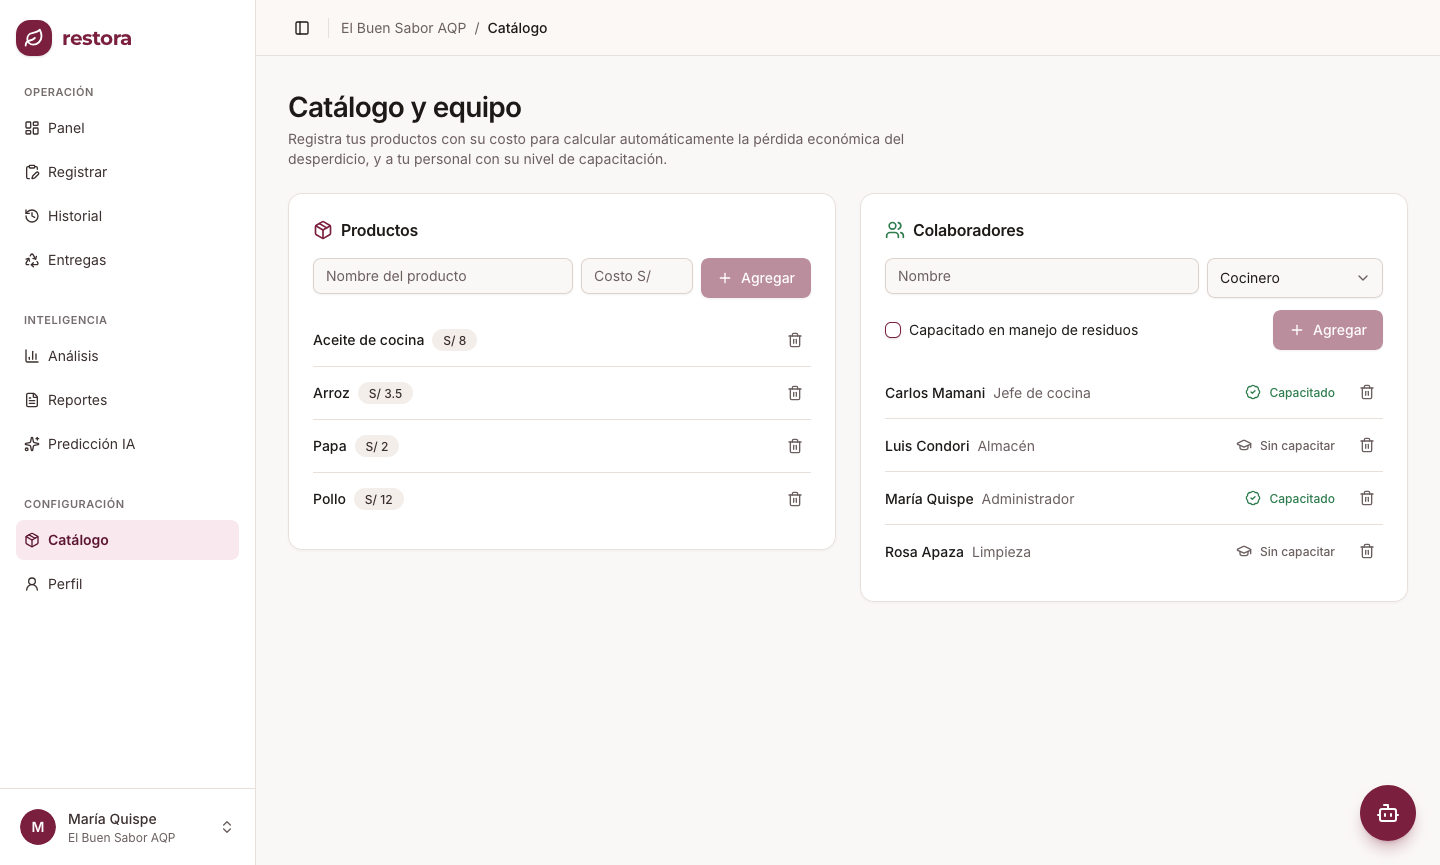 restora
OPERACIÓN
Panel
Registrar
Historial
Entregas
INTELIGENCIA
Análisis
Reportes
Predicción IA
CONFIGURACIÓN
Catálogo
Perfil
M
María Quispe
El Buen Sabor AQP
El Buen Sabor AQP / Catálogo
Catálogo y equipo
Registra tus productos con su costo para calcular automáticamente la pérdida económica del
desperdicio, y a tu personal con su nivel de capacitación.
Productos
Nombre del producto Costo S/ Agregar
Aceite de cocina S/ 8
Arroz S/ 3.5
Papa S/ 2
Pollo S/ 12
Colaboradores
Nombre Cocinero
Capacitado en manejo de residuos Agregar
Carlos Mamani Jefe de cocina Capacitado
Luis Condori Almacén Sin capacitar
María Quispe Administrador Capacitado
Rosa Apaza Limpieza Sin capacitar